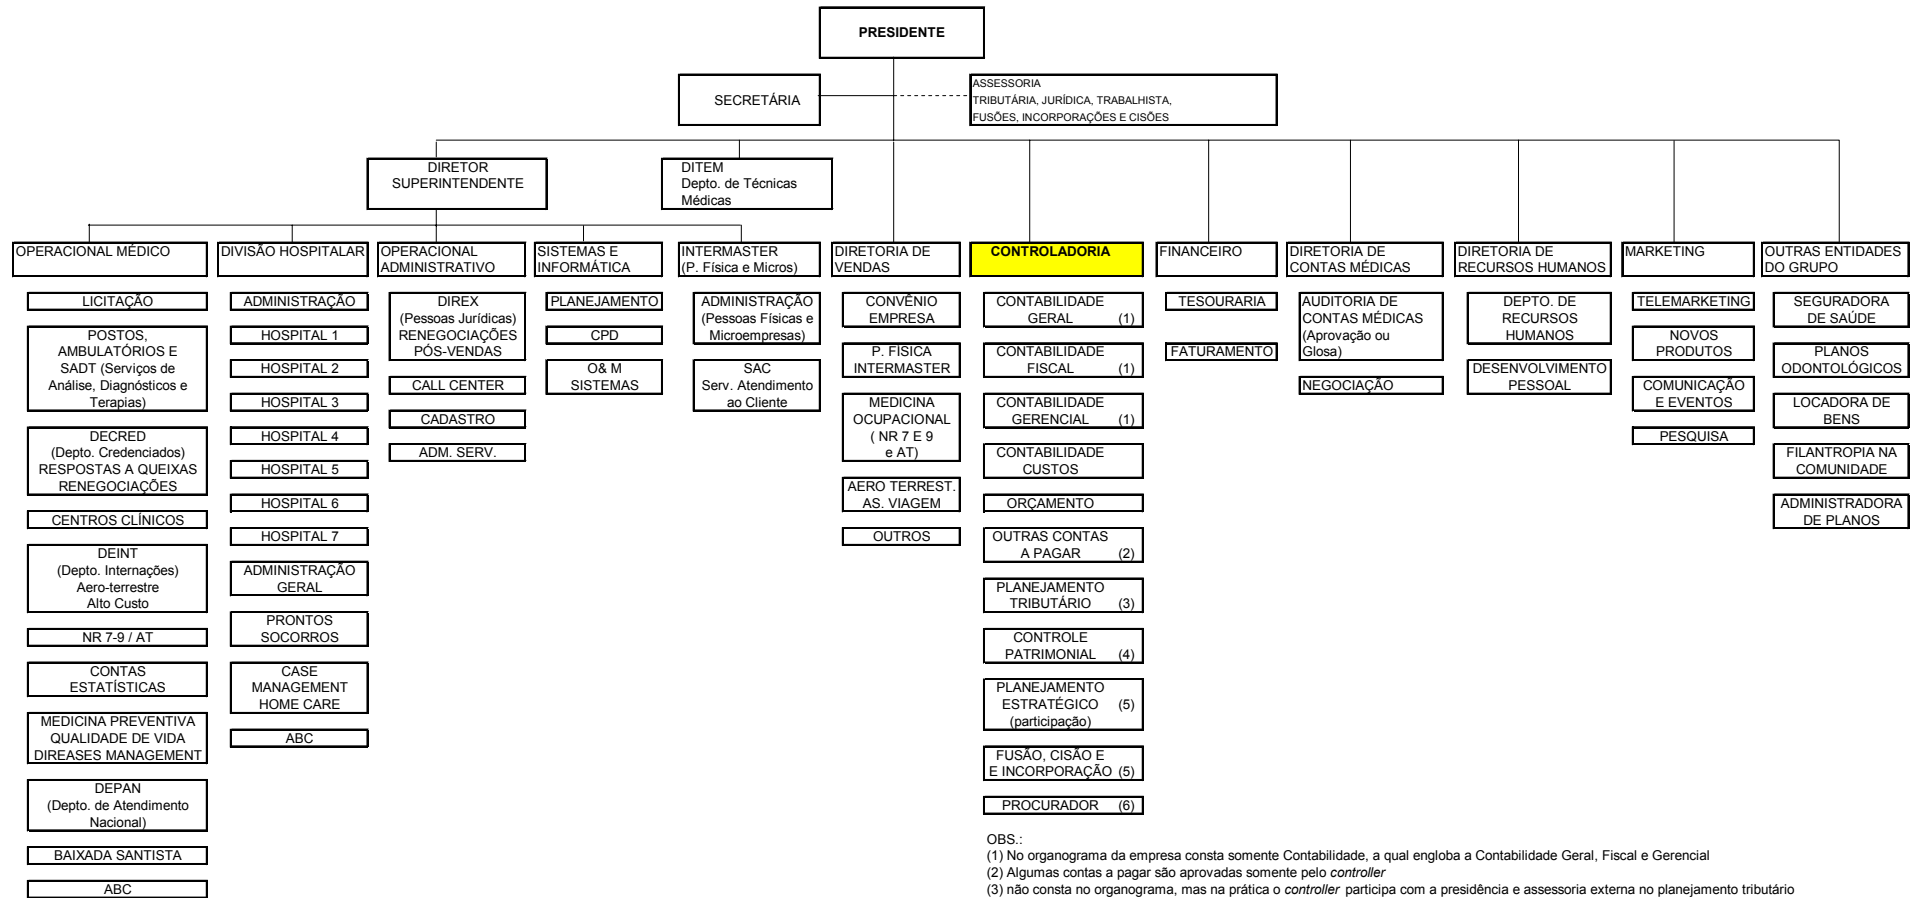 PRESIDENTE
SECRETÁRIA
ASSESSORIA
TRIBUTÁRIA, JURÍDICA, TRABALHISTA,
FUSÕES, INCORPORAÇÕES E CISÕES
DIRETOR
SUPERINTENDENTE
DITEM
Depto. de Técnicas
Médicas
OPERACIONAL MÉDICO
LICITAÇÃO
POSTOS,
AMBULATÓRIOS E
SADT (Serviços de
Análise, Diagnósticos e
Terapias)
DECRED
(Depto. Credenciados)
RESPOSTAS A QUEIXAS
RENEGOCIAÇÕES
CENTROS CLÍNICOS
DEINT
(Depto. Internações)
Aero-terrestre
Alto Custo
NR 7-9 / AT
CONTAS
ESTATÍSTICAS
MEDICINA PREVENTIVA
QUALIDADE DE VIDA
DIREASES MANAGEMENT
DEPAN
(Depto. de Atendimento
Nacional)
BAIXADA SANTISTA
ABC
DIVISÃO HOSPITALAR
ADMINISTRAÇÃO
HOSPITAL 1
HOSPITAL 2
HOSPITAL 3
HOSPITAL 4
HOSPITAL 5
HOSPITAL 6
HOSPITAL 7
ADMINISTRAÇÃO
GERAL
PRONTOS
SOCORROS
CASE
MANAGEMENT
HOME CARE
ABC
OPERACIONAL
ADMINISTRATIVO
DIREX
(Pessoas Jurídicas)
RENEGOCIAÇÕES
PÓS-VENDAS
CALL CENTER
CADASTRO
ADM. SERV.
SISTEMAS E
INFORMÁTICA
PLANEJAMENTO
CPD
O& M
SISTEMAS
INTERMASTER
(P. Física e Micros)
ADMINISTRAÇÃO
(Pessoas Físicas e
Microempresas)
SAC
Serv. Atendimento
ao Cliente
DIRETORIA DE
VENDAS
CONVÊNIO
EMPRESA
P. FÍSICA
INTERMASTER
MEDICINA
OCUPACIONAL
( NR 7 E 9
e AT)
AERO TERREST.
AS. VIAGEM
OUTROS
CONTROLADORIA
CONTABILIDADE
GERAL (1)
CONTABILIDADE
FISCAL (1)
CONTABILIDADE
GERENCIAL (1)
CONTABILIDADE
CUSTOS
ORÇAMENTO
OUTRAS CONTAS
A PAGAR (2)
PLANEJAMENTO
TRIBUTÁRIO (3)
CONTROLE
PATRIMONIAL (4)
PLANEJAMENTO
ESTRATÉGICO (5)
(participação)
FUSÃO, CISÃO E
E INCORPORAÇÃO (5)
PROCURADOR (6)
FINANCEIRO
TESOURARIA
FATURAMENTO
DIRETORIA DE
CONTAS MÉDICAS
AUDITORIA DE
CONTAS MÉDICAS
(Aprovação ou
Glosa)
NEGOCIAÇÃO
DIRETORIA DE
RECURSOS HUMANOS
DEPTO. DE
RECURSOS
HUMANOS
DESENVOLVIMENTO
PESSOAL
MARKETING
TELEMARKETING
NOVOS
PRODUTOS
COMUNICAÇÃO
E EVENTOS
PESQUISA
OUTRAS ENTIDADES
DO GRUPO
SEGURADORA
DE SAÚDE
PLANOS
ODONTOLÓGICOS
LOCADORA DE
BENS
FILANTROPIA NA
COMUNIDADE
ADMINISTRADORA
DE PLANOS
OBS.:
(1) No organograma da empresa consta somente Contabilidade, a qual engloba a Contabilidade Geral, Fiscal e Gerencial
(2) Algumas contas a pagar são aprovadas somente pelo controller
(3) não consta no organograma, mas na prática o controller participa com a presidência e assessoria externa no planejamento tributário